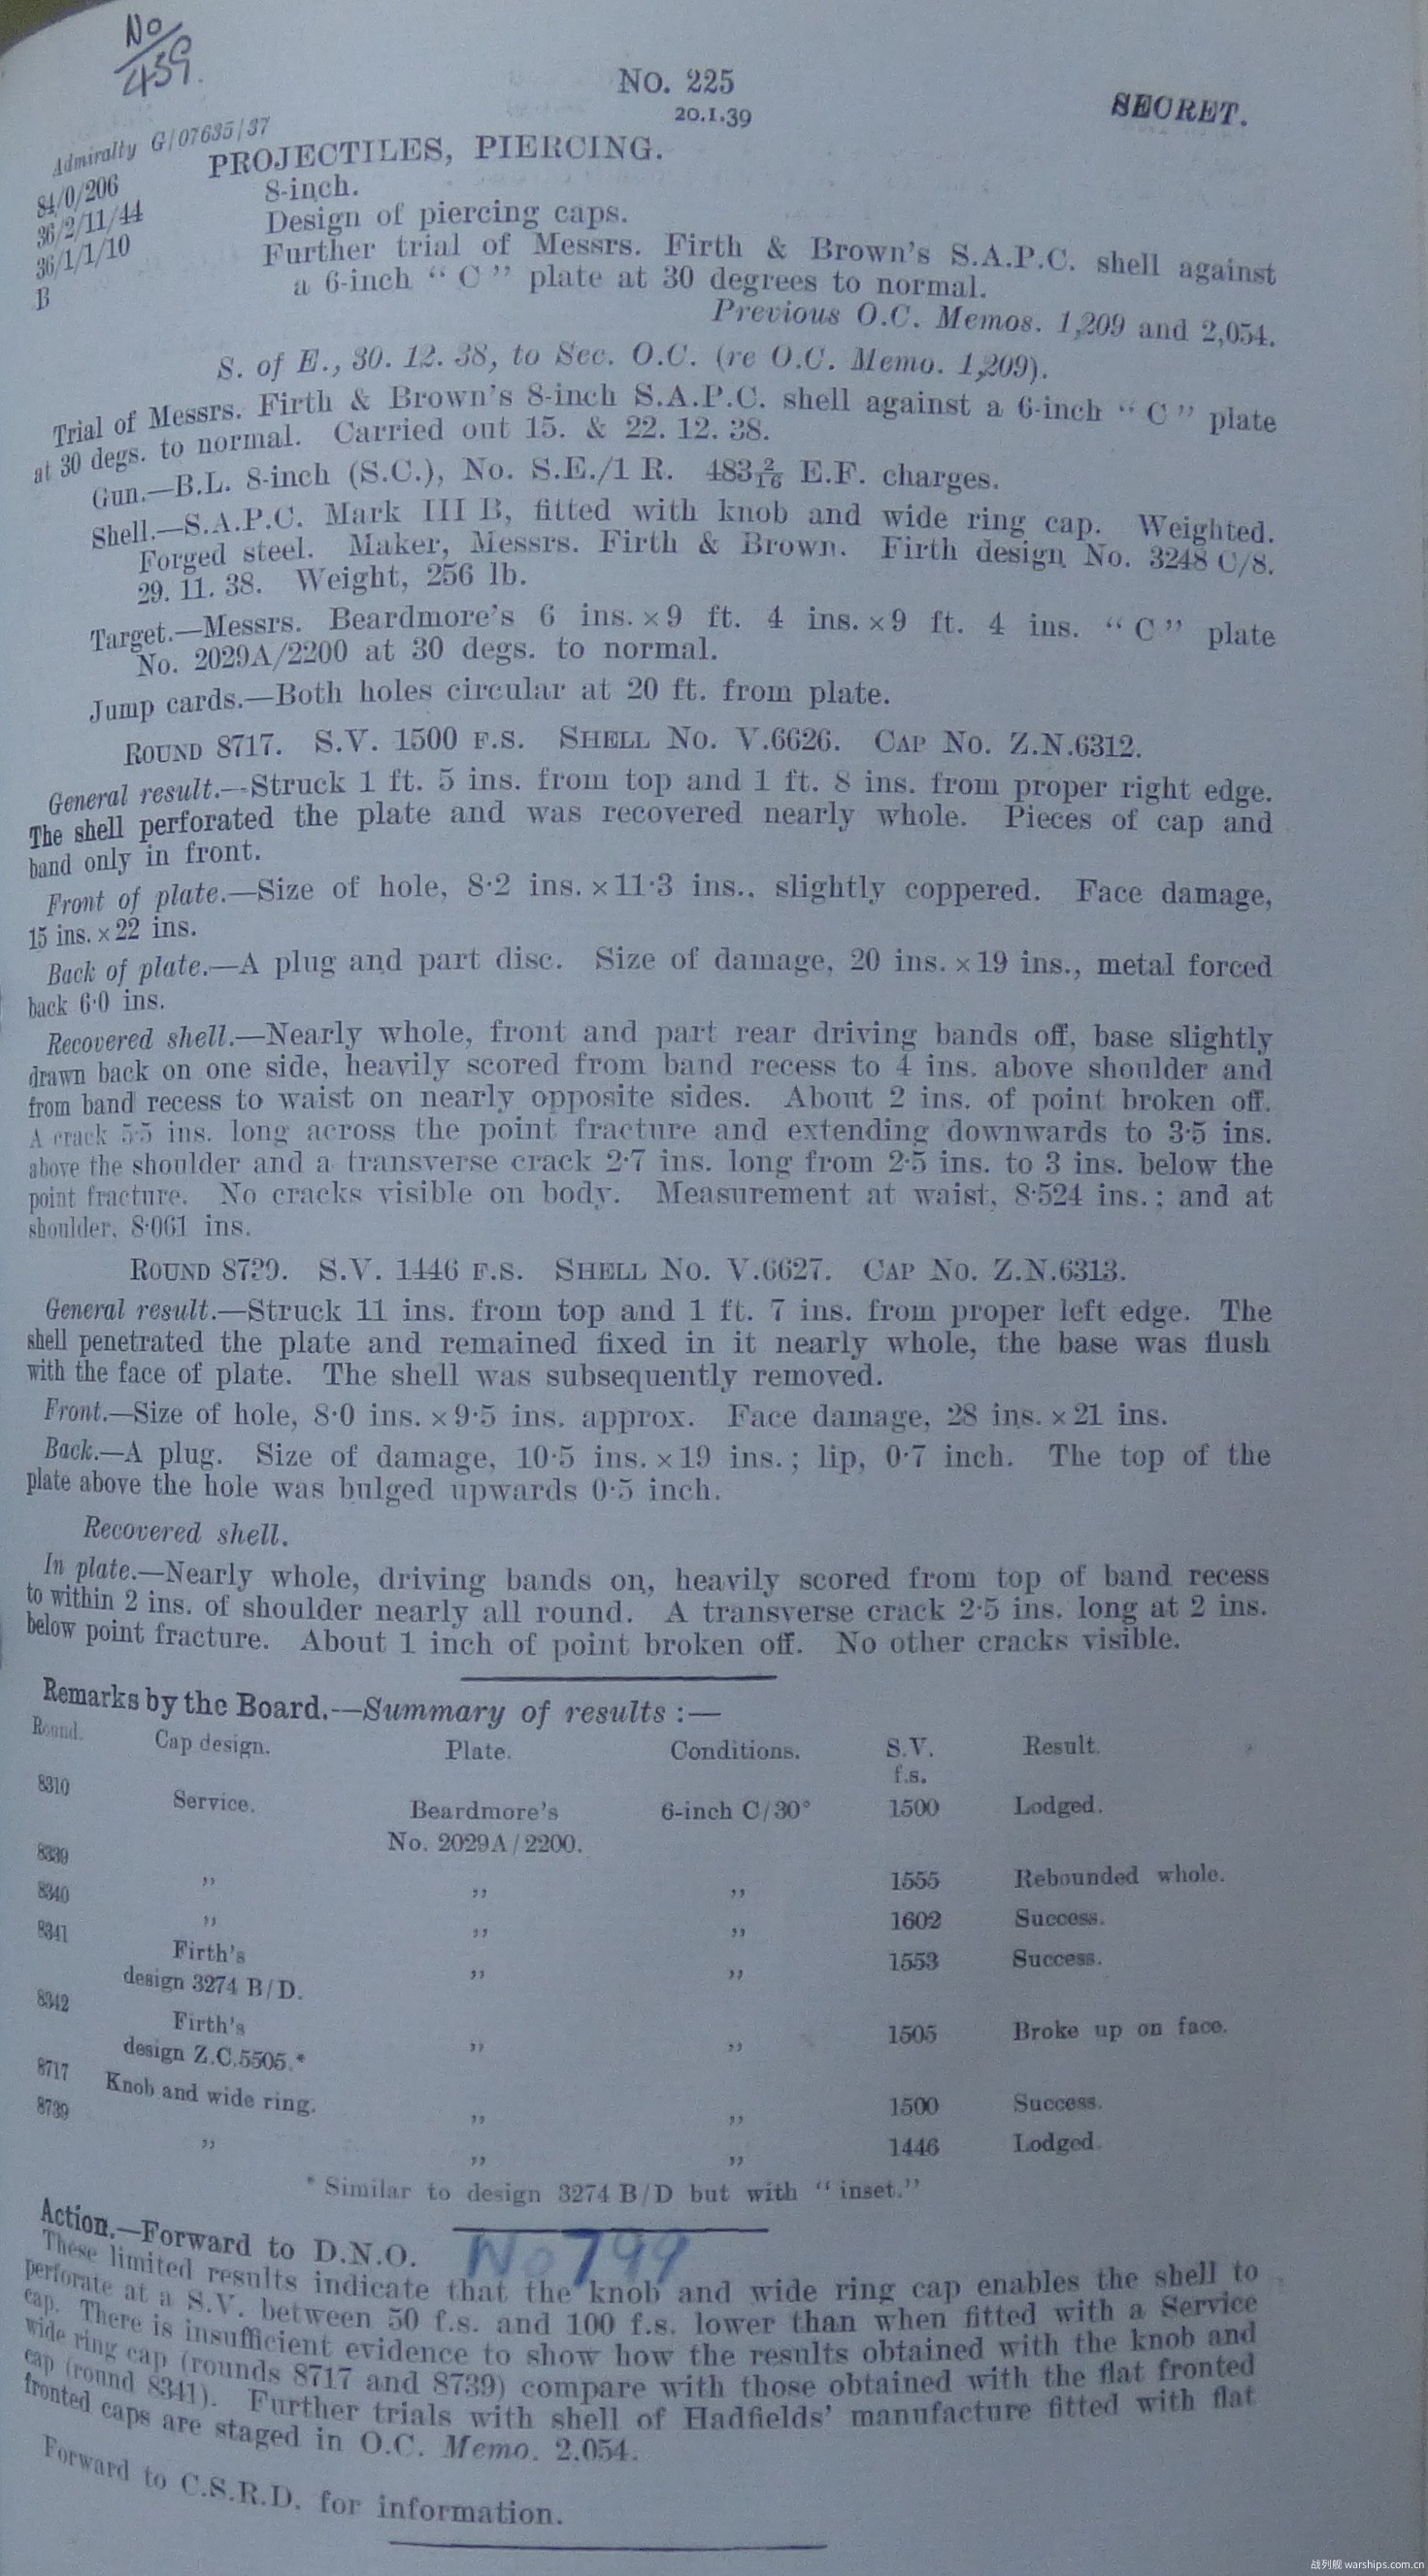 No/439.
NO. 225
20.1.39
SECRET.
Admiralty G/07635/37
84/0/206
36/2/11/44
36/1/1/10
B
PROJECTILES, PIERCING.
8-inch.
Design of piercing caps.
Further trial of Messrs. Firth & Brown's S.A.P.C. shell against
a 6-inch “ C ” plate at 30 degrees to normal.
Previous O.C. Memos. 1,209 and 2,054.
S. of E., 30. 12. 38, to Sec. O.C. (re O.C. Memo. 1,209).
Trial of Messrs. Firth & Brown's 8-inch S.A.P.C. shell against a 6-inch “ C ” plate
at 30 degs. to normal. Carried out 15. & 22. 12. 38.
Gun.—B.L. 8-inch (S.C.), No. S.E./1 R. 483 2/16 E.F. charges.
Shell.—S.A.P.C. Mark III B, fitted with knob and wide ring cap. Weighted.
Forged steel. Maker, Messrs. Firth & Brown. Firth design No. 3248 C/8.
29. 11. 38. Weight, 256 lb.
Target.—Messrs. Beardmore's 6 ins. × 9 ft. 4 ins. × 9 ft. 4 ins. “ C ” plate
No. 2029A/2200 at 30 degs. to normal.
Jump cards.—Both holes circular at 20 ft. from plate.
ROUND 8717. S.V. 1500 F.S. SHELL No. V.6626. CAP No. Z.N.6312.
General result.—Struck 1 ft. 5 ins. from top and 1 ft. 8 ins. from proper right edge.
The shell perforated the plate and was recovered nearly whole. Pieces of cap and
band only in front.
Front of plate.—Size of hole, 8·2 ins. × 11·3 ins., slightly coppered. Face damage,
15 ins. × 22 ins.
Back of plate.—A plug and part disc. Size of damage, 20 ins. × 19 ins., metal forced
back 6·0 ins.
Recovered shell.—Nearly whole, front and part rear driving bands off, base slightly
drawn back on one side, heavily scored from band recess to 4 ins. above shoulder and
from band recess to waist on nearly opposite sides. About 2 ins. of point broken off.
A crack 5·5 ins. long across the point fracture and extending downwards to 3·5 ins.
above the shoulder and a transverse crack 2·7 ins. long from 2·5 ins. to 3 ins. below the
point fracture. No cracks visible on body. Measurement at waist, 8·524 ins. ; and at
shoulder, 8·061 ins.
ROUND 8739. S.V. 1446 F.S. SHELL No. V.6627. CAP No. Z.N.6313.
General result.—Struck 11 ins. from top and 1 ft. 7 ins. from proper left edge. The
shell penetrated the plate and remained fixed in it nearly whole, the base was flush
with the face of plate. The shell was subsequently removed.
Front.—Size of hole, 8·0 ins. × 9·5 ins. approx. Face damage, 28 ins. × 21 ins.
Back.—A plug. Size of damage, 10·5 ins. × 19 ins. ; lip, 0·7 inch. The top of the
plate above the hole was bulged upwards 0·5 inch.
Recovered shell.
In plate.—Nearly whole, driving bands on, heavily scored from top of band recess
to within 2 ins. of shoulder nearly all round. A transverse crack 2·5 ins. long at 2 ins.
below point fracture. About 1 inch of point broken off. No other cracks visible.
Remarks by the Board.—Summary of results :—
Round. Cap design. Plate. Conditions. S.V. Result.
f.s.
8310 Service. Beardmore's 6-inch C/30° 1500 Lodged.
No. 2029A/2200.
8339 ,, ,, ,, 1555 Rebounded whole.
8340 ,, ,, ,, 1602 Success.
8341 Firth's ,, ,, 1553 Success.
design 3274 B/D.
8342 Firth's ,, ,, 1505 Broke up on face.
design Z.C.5505.*
8717 Knob and wide ring. ,, ,, 1500 Success.
8739 ,, ,, ,, 1446 Lodged.
* Similar to design 3274 B/D but with “ inset.”
Action.—Forward to D.N.O.
No 799
These limited results indicate that the knob and wide ring cap enables the shell to
perforate at a S.V. between 50 f.s. and 100 f.s. lower than when fitted with a Service
cap. There is insufficient evidence to show how the results obtained with the knob and
wide ring cap (rounds 8717 and 8739) compare with those obtained with the flat fronted
cap (round 8341). Further trials with shell of Hadfields' manufacture fitted with flat
fronted caps are staged in O.C. Memo. 2,054.
Forward to C.S.R.D. for information.
战列舰 warships.com.cn